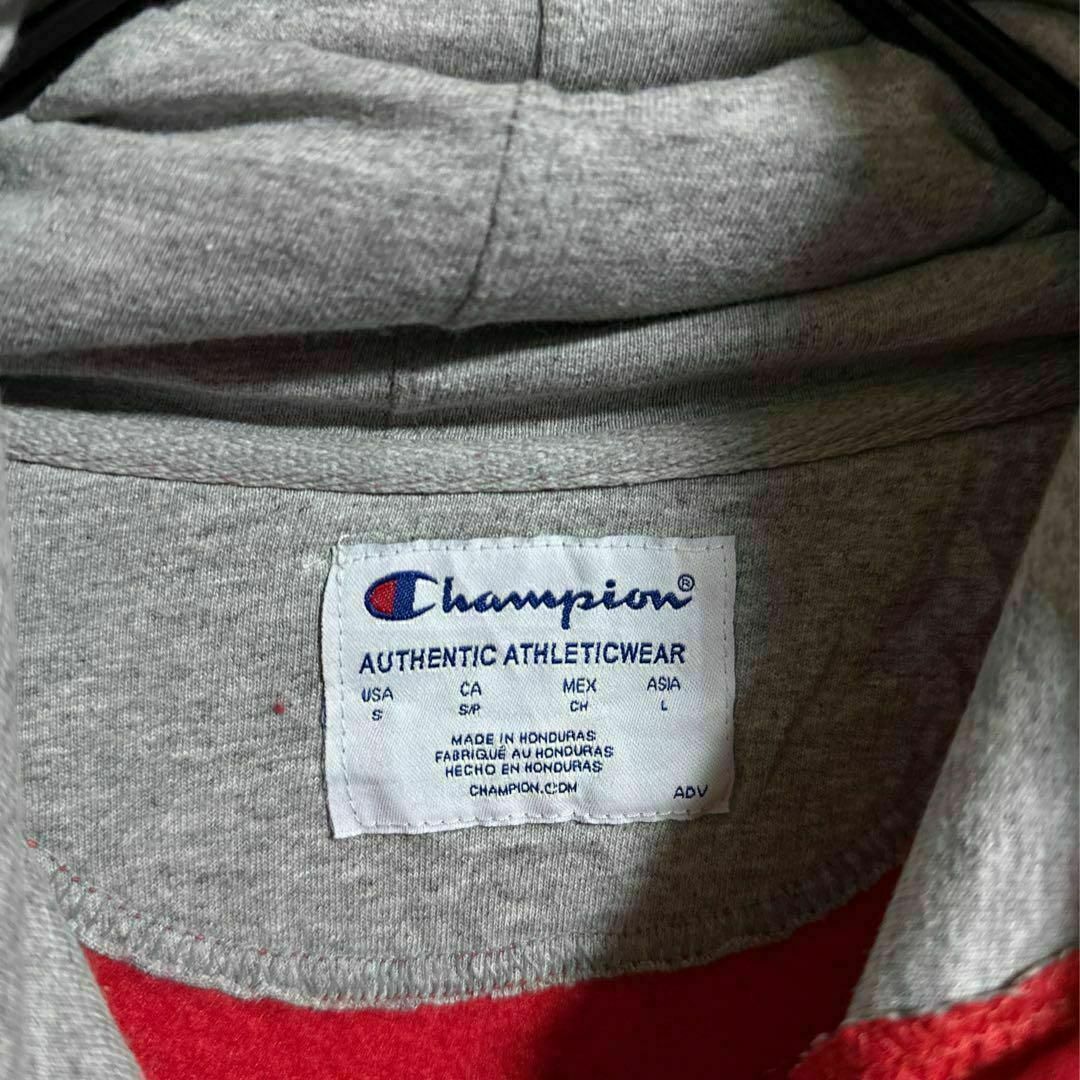 Champion®
AUTHENTIC ATHLETICWEAR
USA CA MEX ASIA
S S/P CH L
MADE IN HONDURAS
FABRIQUÉ AU HONDURAS
HECHO EN HONDURAS
CHAMPION.COM ADV